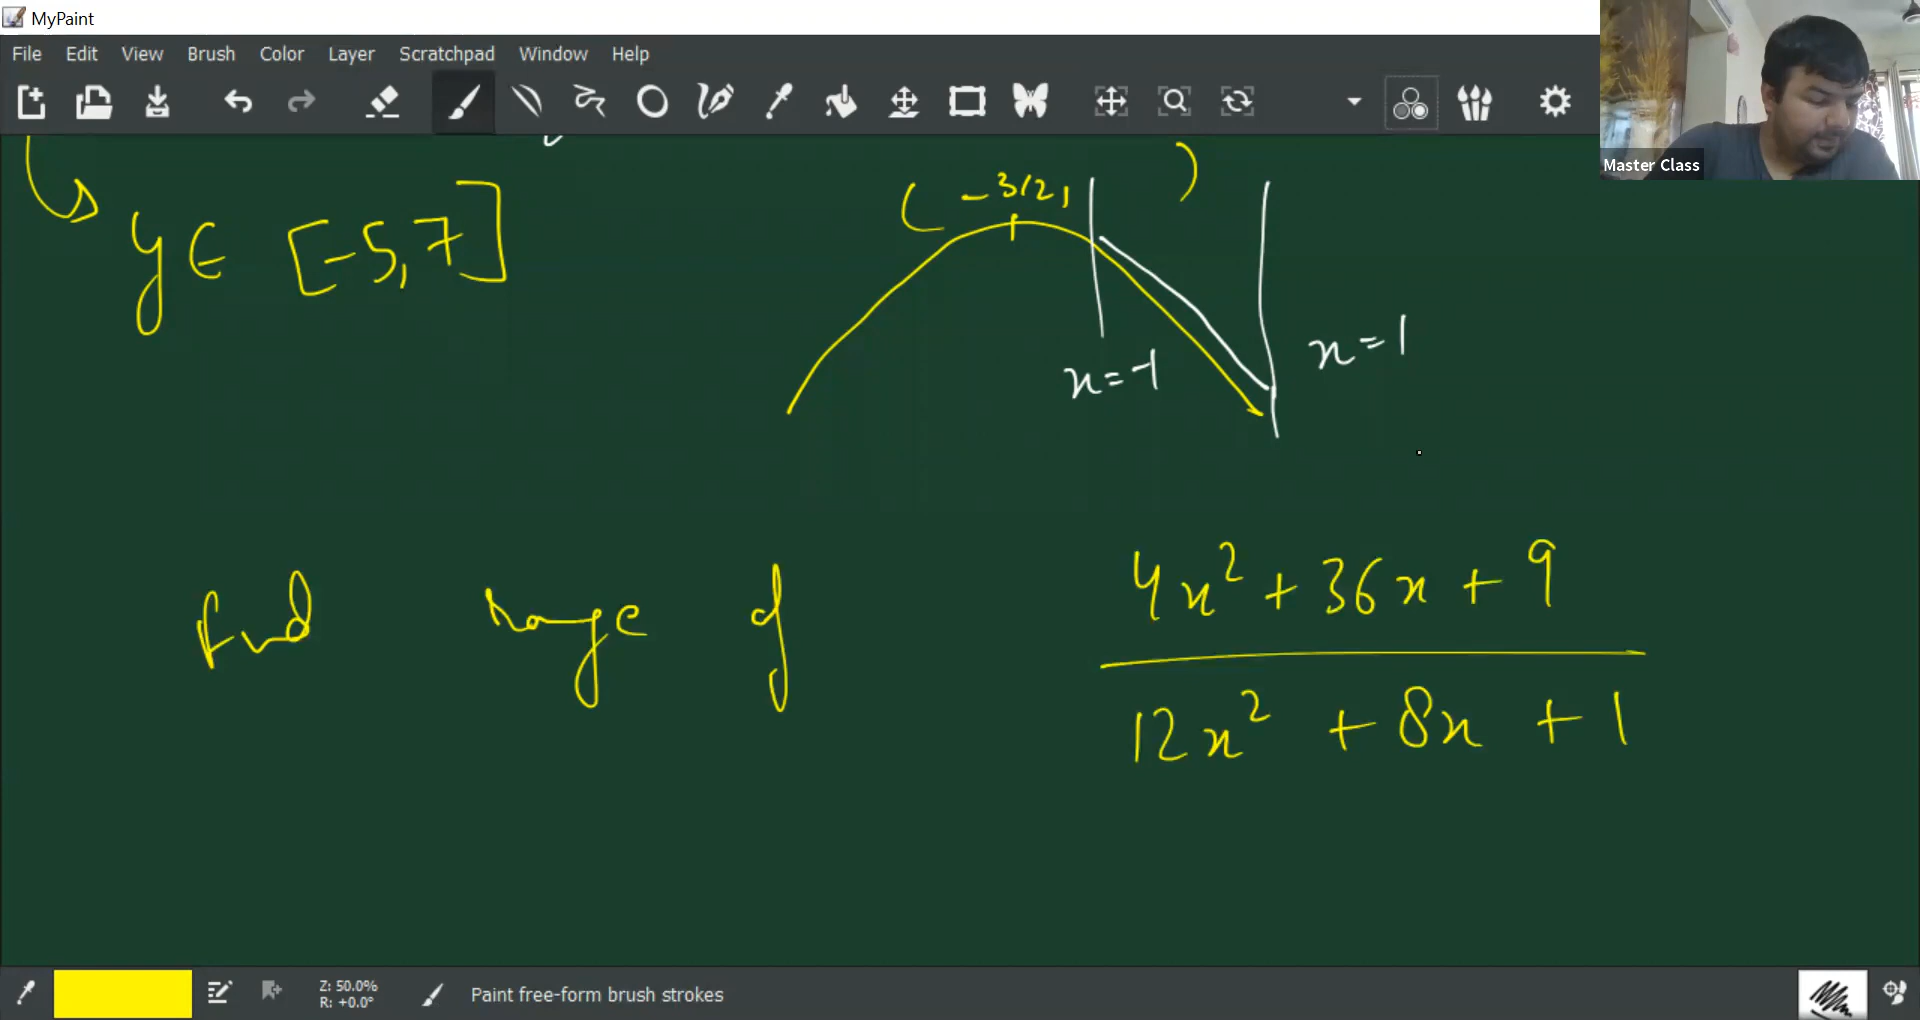 MyPaint
File Edit View Brush Color Layer Scratchpad Window Help
Master Class
y ∈ [-5,7]
( -3/2, )
x=-1
x=1
find range of
4x² + 36x + 9
12x² + 8x + 1
Z: 50.0%
R: +0.0°
Paint free-form brush strokes